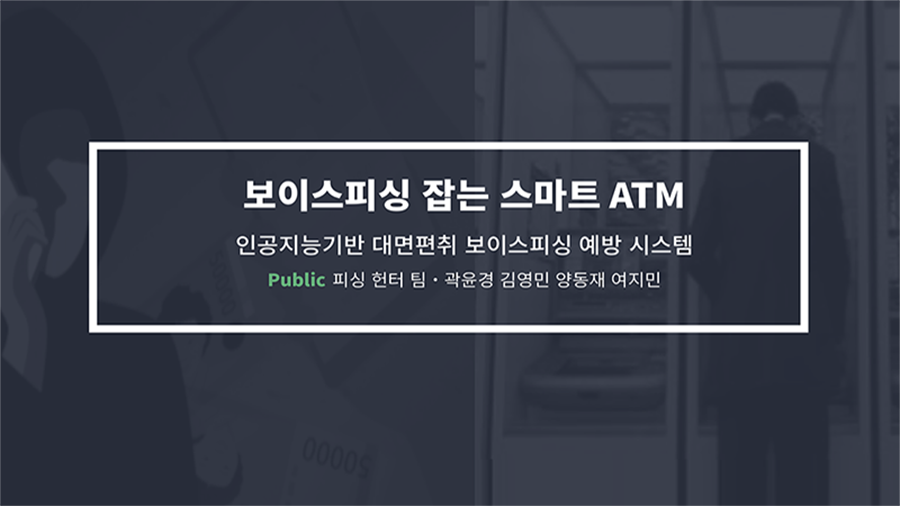 보이스피싱 잡는 스마트 ATM
인공지능기반 대면편취 보이스피싱 예방 시스템
Public 피싱 헌터 팀 · 곽윤경 김영민 양동재 여지민
0000s